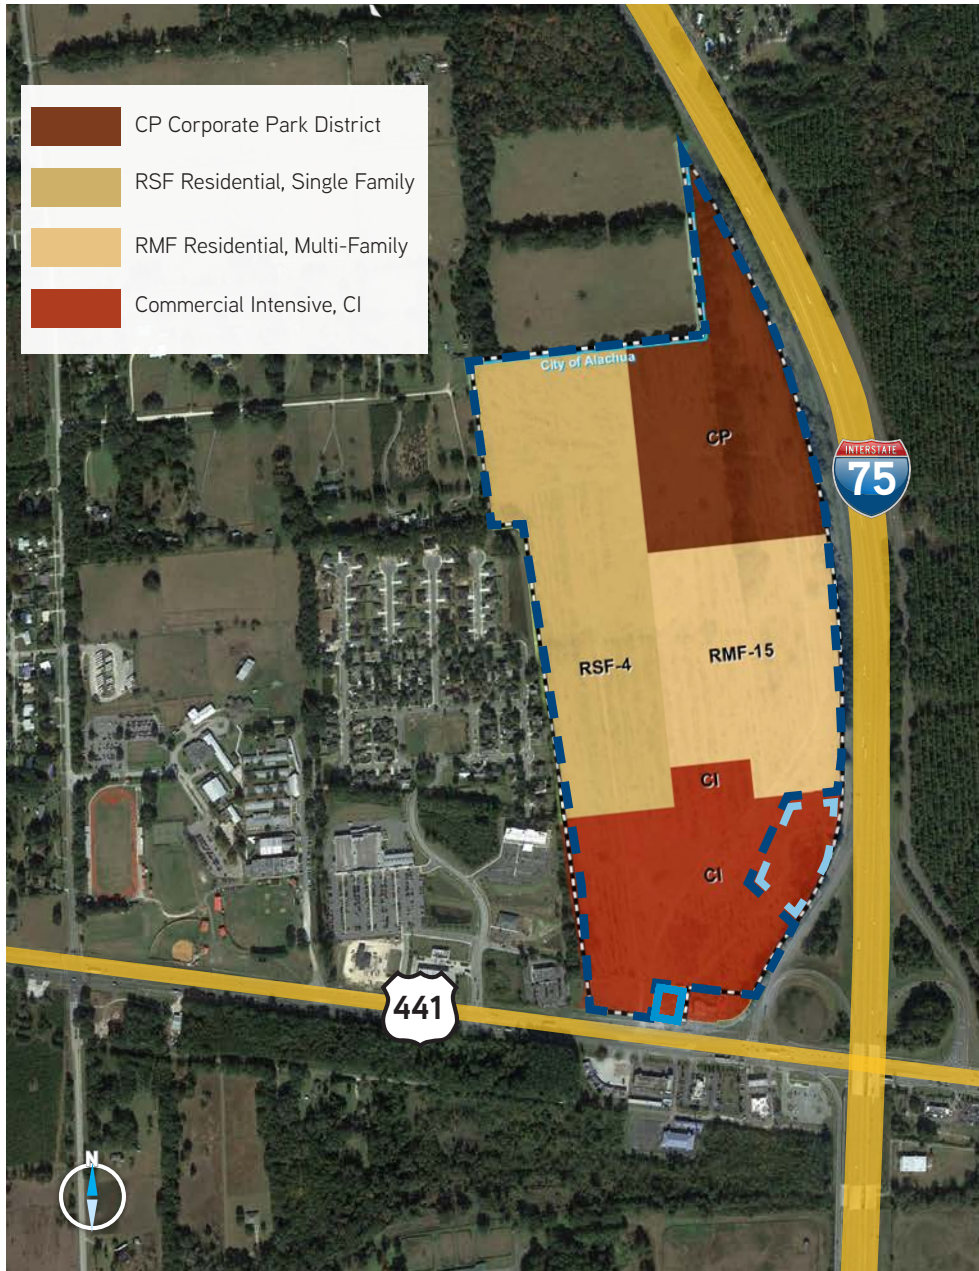 CP Corporate Park District
RSF Residential, Single Family
RMF Residential, Multi-Family
Commercial Intensive, CI
City of Alachua
CP
INTERSTATE
75
RSF-4
RMF-15
CI
CI
441
N